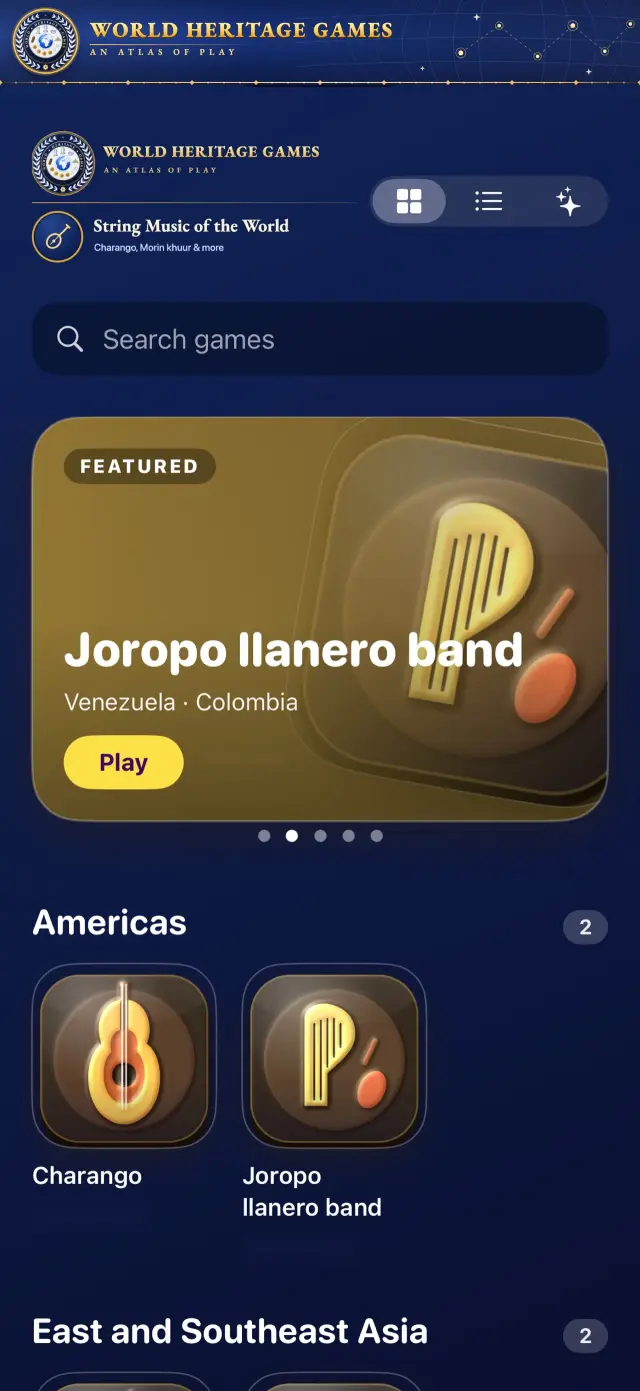 WORLD HERITAGE GAMES
AN ATLAS OF PLAY
WORLD HERITAGE GAMES
AN ATLAS OF PLAY
String Music of the World
Charango, Morin khuur & more
Search games
FEATURED
Joropo llanero band
Venezuela · Colombia
Play
Americas
2
Charango
Joropo
llanero band
East and Southeast Asia
2